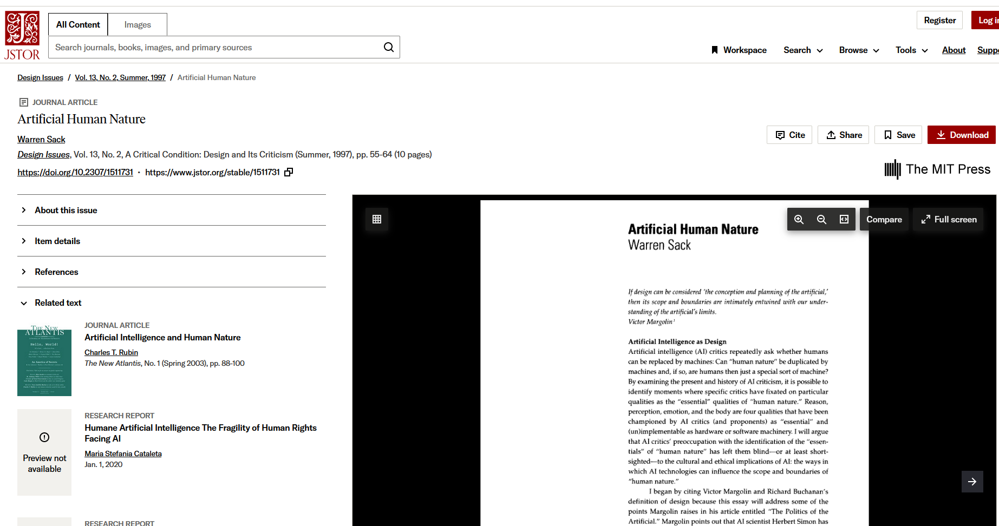 All Content
Images
Register
Log in
JSTOR
Search journals, books, images, and primary sources
Workspace
Search
Browse
Tools
About
Suppo
Design Issues / Vol. 13, No. 2, Summer, 1997 / Artificial Human Nature
JOURNAL ARTICLE
Artificial Human Nature
Warren Sack
Design Issues, Vol. 13, No. 2, A Critical Condition: Design and Its Criticism (Summer, 1997), pp. 55-64 (10 pages)
https://doi.org/10.2307/1511731 • https://www.jstor.org/stable/1511731
Cite
Share
Save
Download
The MIT Press
About this issue
Item details
References
Related text
THE NEW
ATLANTIS
Hello, World!
An America of Secrets
JOURNAL ARTICLE
Artificial Intelligence and Human Nature
Charles T. Rubin
The New Atlantis, No. 1 (Spring 2003), pp. 88-100
Preview not
available
RESEARCH REPORT
Humane Artificial Intelligence The Fragility of Human Rights
Facing AI
Maria Stefania Cataleta
Jan. 1, 2020
RESEARCH REPORT
Compare
Full screen
Artificial Human Nature
Warren Sack
If design can be considered ‘the conception and planning of the artificial,’
then its scope and boundaries are intimately entwined with our under-
standing of the artificial’s limits.
Victor Margolin¹
Artificial Intelligence as Design
Artificial intelligence (AI) critics repeatedly ask whether humans
can be replaced by machines: Can “human nature” be duplicated by
machines and, if so, are humans then just a special sort of machine?
By examining the present and history of AI criticism, it is possible to
identify moments where specific critics have fixated on particular
qualities as the “essential” qualities of “human nature.” Reason,
perception, emotion, and the body are four qualities that have been
championed by AI critics (and proponents) as “essential” and
(un)implementable as hardware or software machinery. I will argue
that AI critics’ preoccupation with the identification of the “essen-
tials” of “human nature” has left them blind—or at least short-
sighted—to the cultural and ethical implications of AI: the ways in
which AI technologies can influence the scope and boundaries of
“human nature.”
I began by citing Victor Margolin and Richard Buchanan’s
definition of design because this essay will address some of the
points Margolin raises in his article entitled “The Politics of the
Artificial.” Margolin points out that AI scientist Herbert Simon has